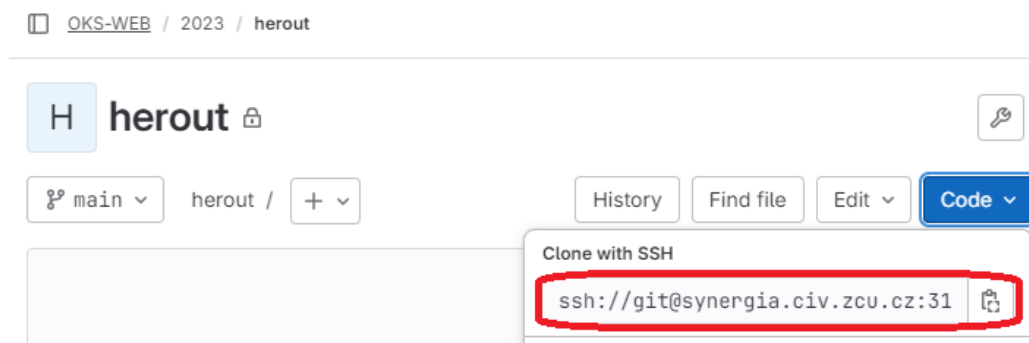 OKS-WEB / 2023 / herout
H herout
main herout / + History Find file Edit Code
Clone with SSH
ssh://git@synergia.civ.zcu.cz:31